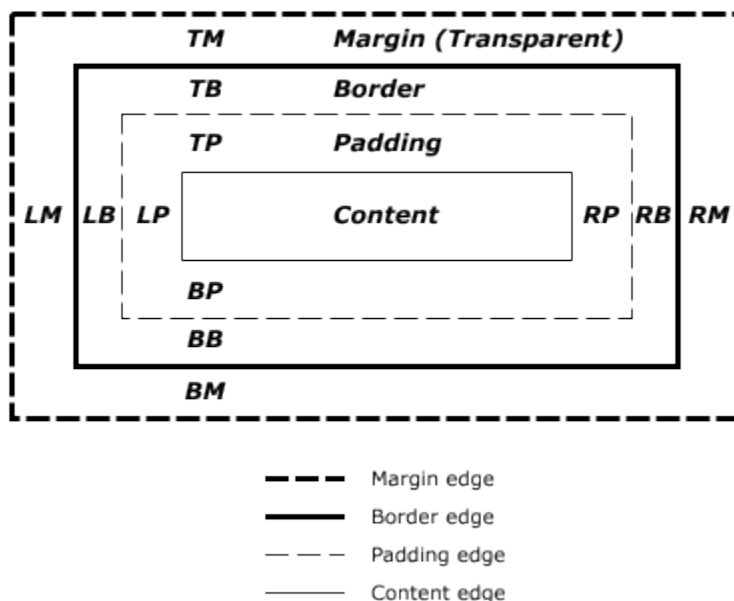 TM Margin (Transparent)
TB Border
TP Padding
LM LB LP Content RP RB RM
BP
BB
BM
Margin edge
Border edge
Padding edge
Content edge